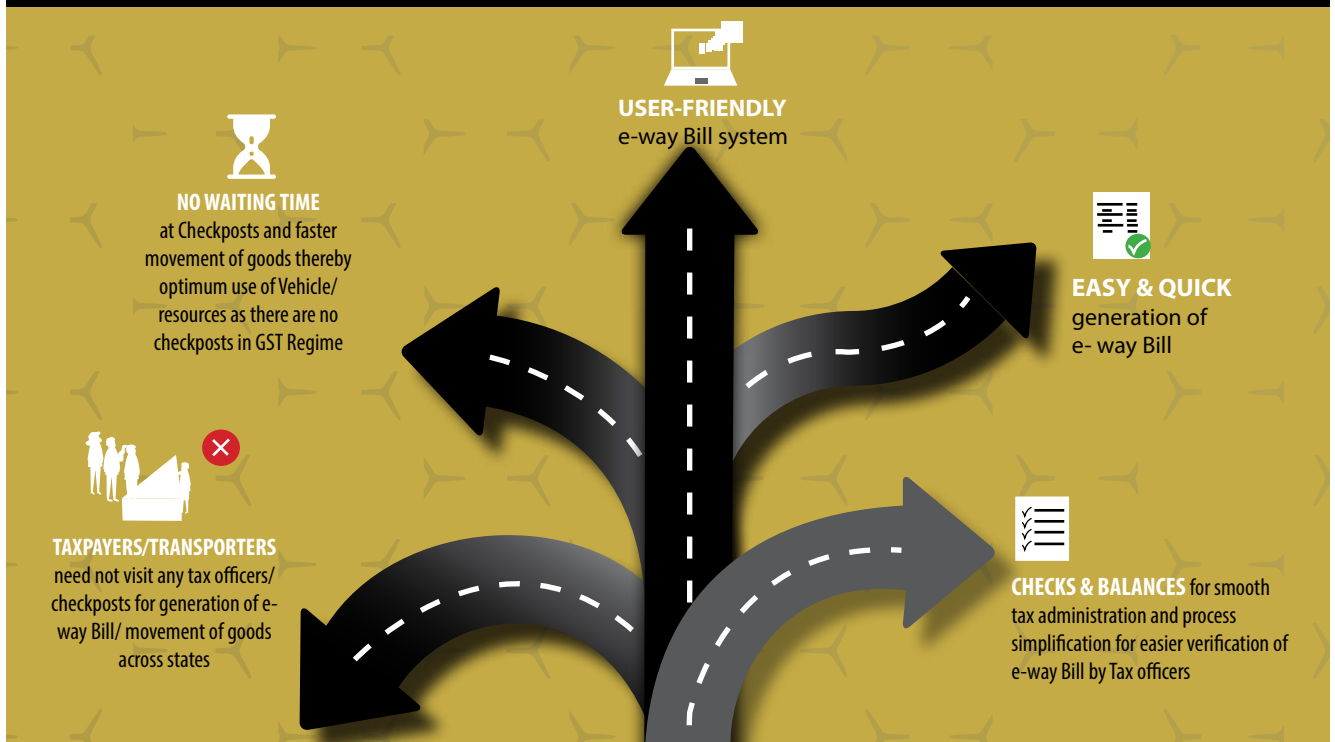 USER-FRIENDLY
e-way Bill system
NO WAITING TIME
at Checkposts and faster
movement of goods thereby
optimum use of Vehicle/
resources as there are no
checkposts in GST Regime
EASY & QUICK
generation of
e- way Bill
TAXPAYERS/TRANSPORTERS
need not visit any tax officers/
checkposts for generation of e-
way Bill/ movement of goods
across states
CHECKS & BALANCES for smooth
tax administration and process
simplification for easier verification of
e-way Bill by Tax officers